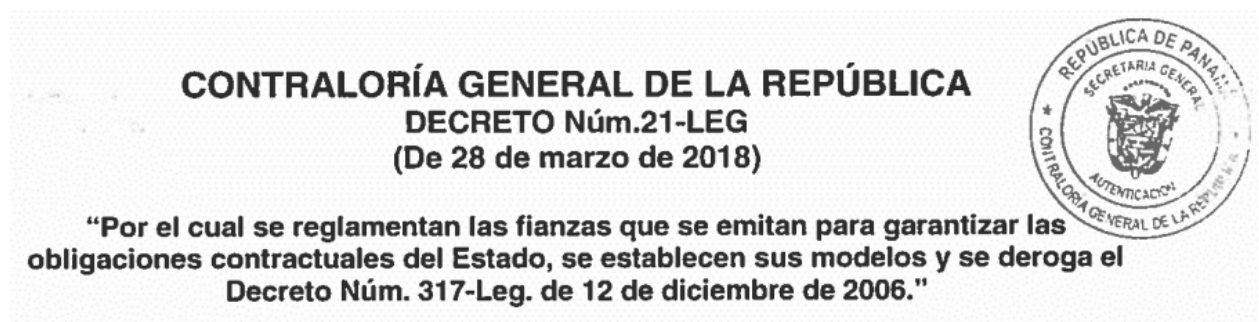 CONTRALORÍA GENERAL DE LA REPÚBLICA
DECRETO Núm.21-LEG
(De 28 de marzo de 2018)
“Por el cual se reglamentan las fianzas que se emitan para garantizar las
obligaciones contractuales del Estado, se establecen sus modelos y se deroga el
Decreto Núm. 317-Leg. de 12 de diciembre de 2006.”
REPÚBLICA DE PANAMÁ
CONTRALORÍA GENERAL DE LA REPÚBLICA
SECRETARIA GENERAL
AUTENTICACION